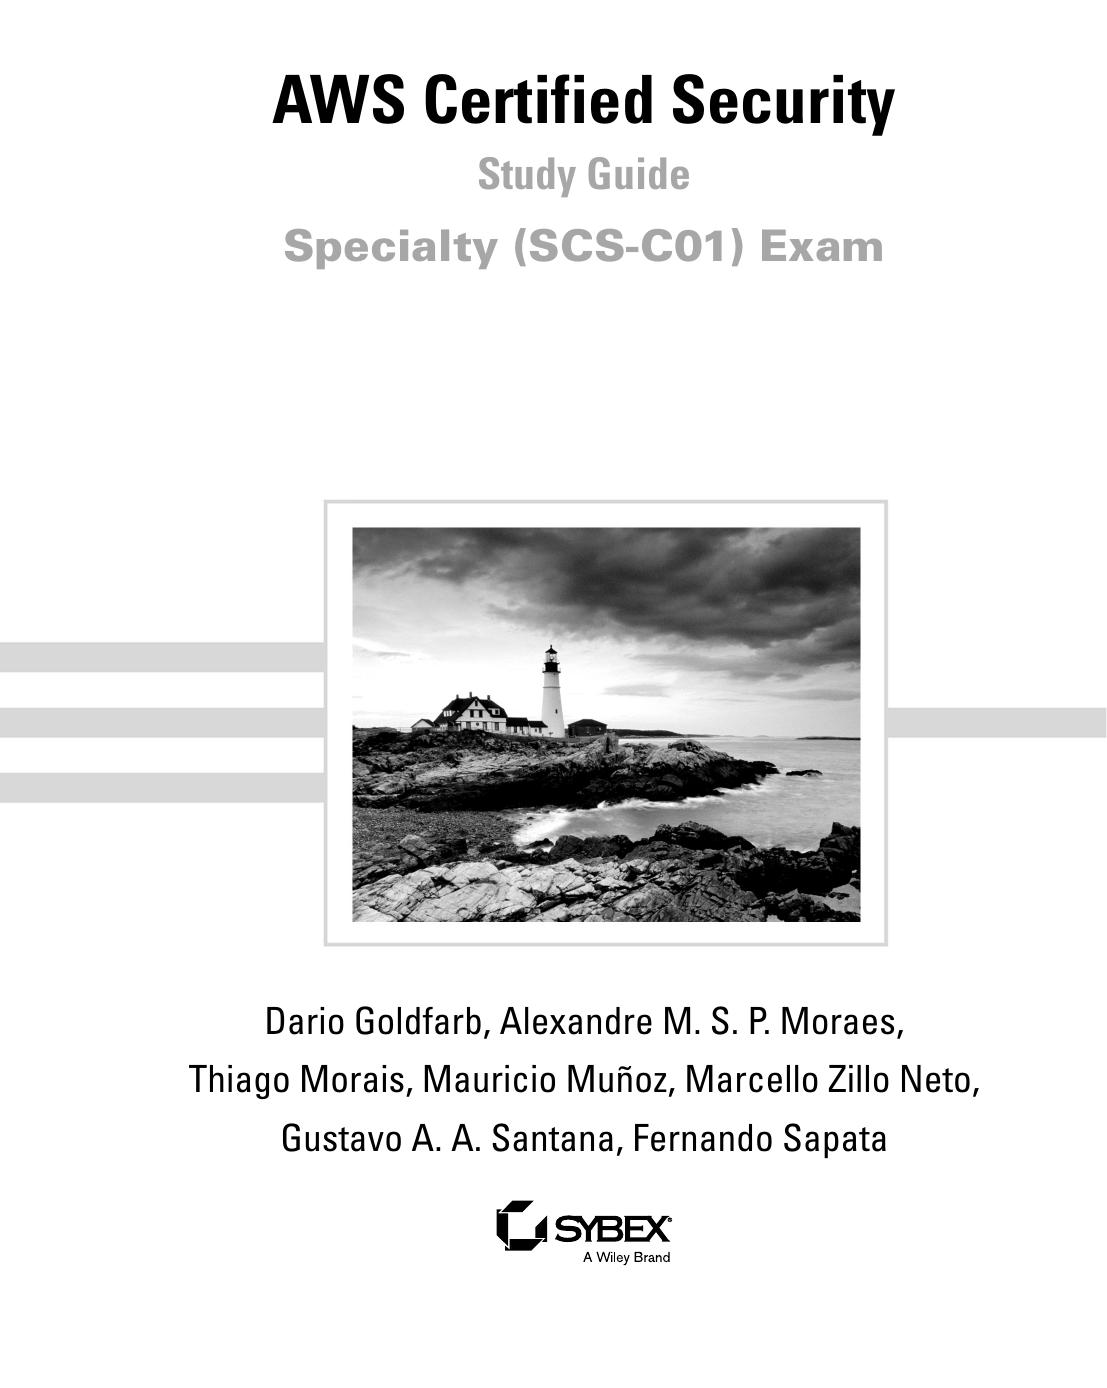 AWS Certified Security
Study Guide
Specialty (SCS-C01) Exam
Dario Goldfarb, Alexandre M. S. P. Moraes,
Thiago Morais, Mauricio Muñoz, Marcello Zillo Neto,
Gustavo A. A. Santana, Fernando Sapata
SYBEX®
A Wiley Brand